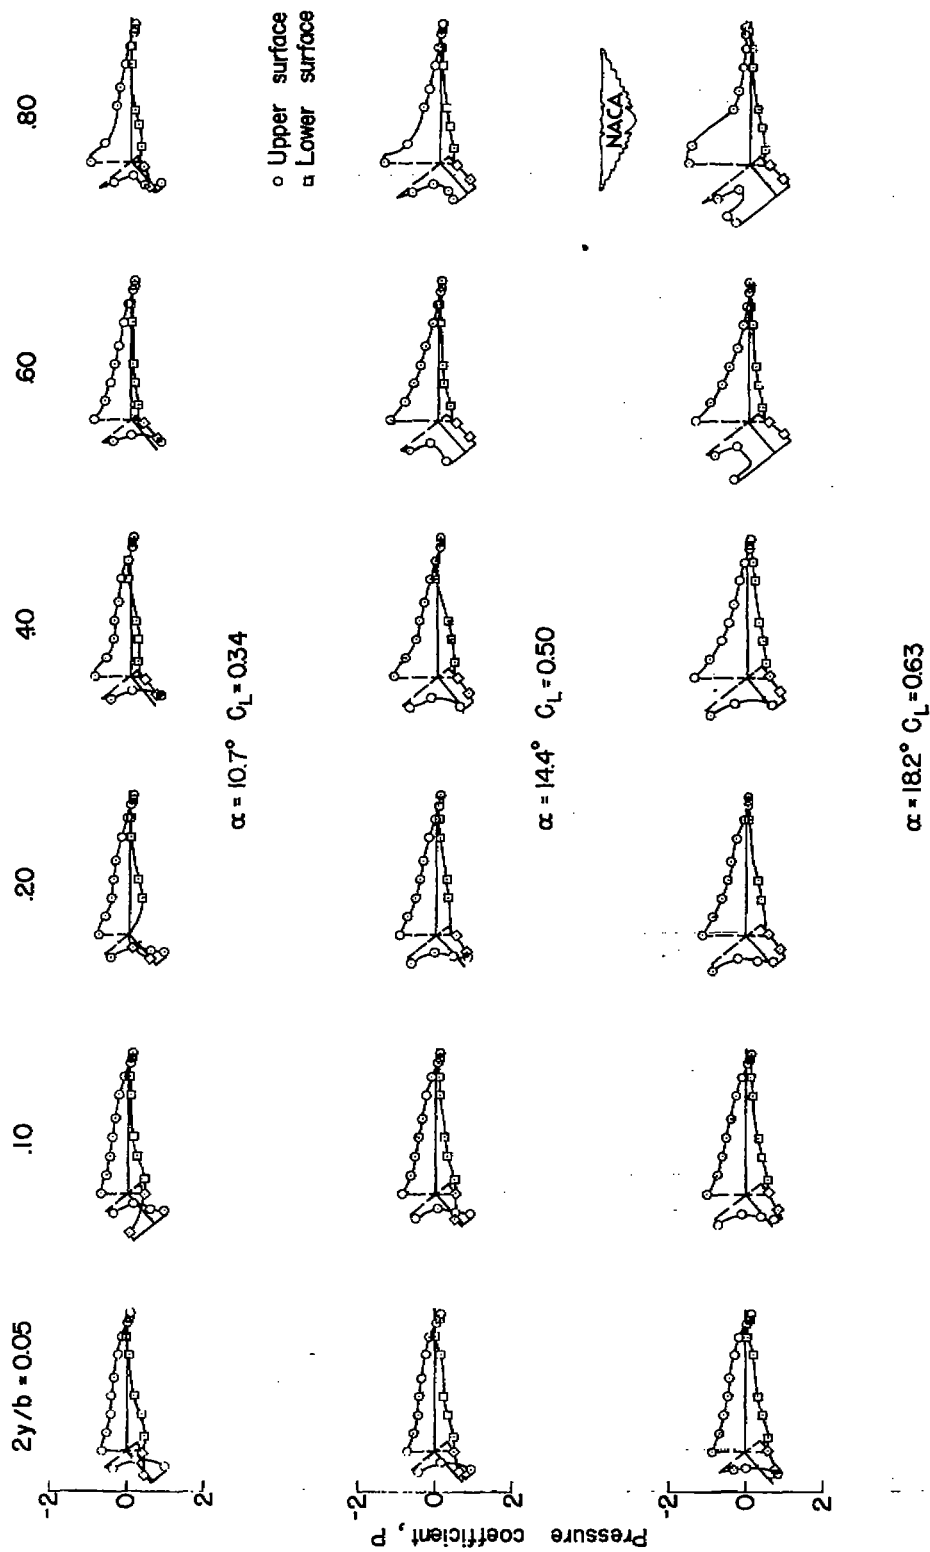 2y/b = 0.05 .10 .20 .40 .60 .80
-2
0
-2
α = 10.7° C_L = 0.34
○ Upper surface
□ Lower surface
Pressure coefficient, P
-2
0
2
α = 14.4° C_L = 0.50
NACA
-2
0
2
α = 18.2° C_L = 0.63